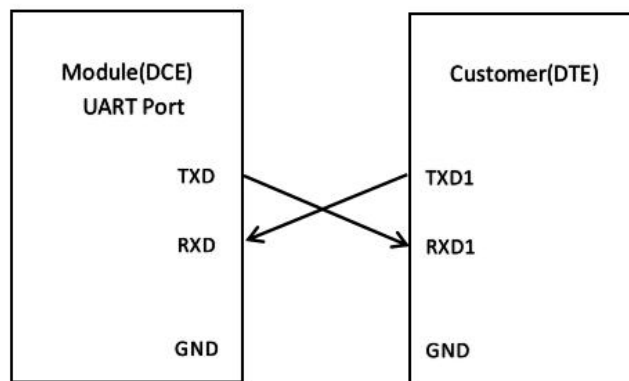 Module(DCE)
UART Port
TXD
RXD
GND
Customer(DTE)
TXD1
RXD1
GND